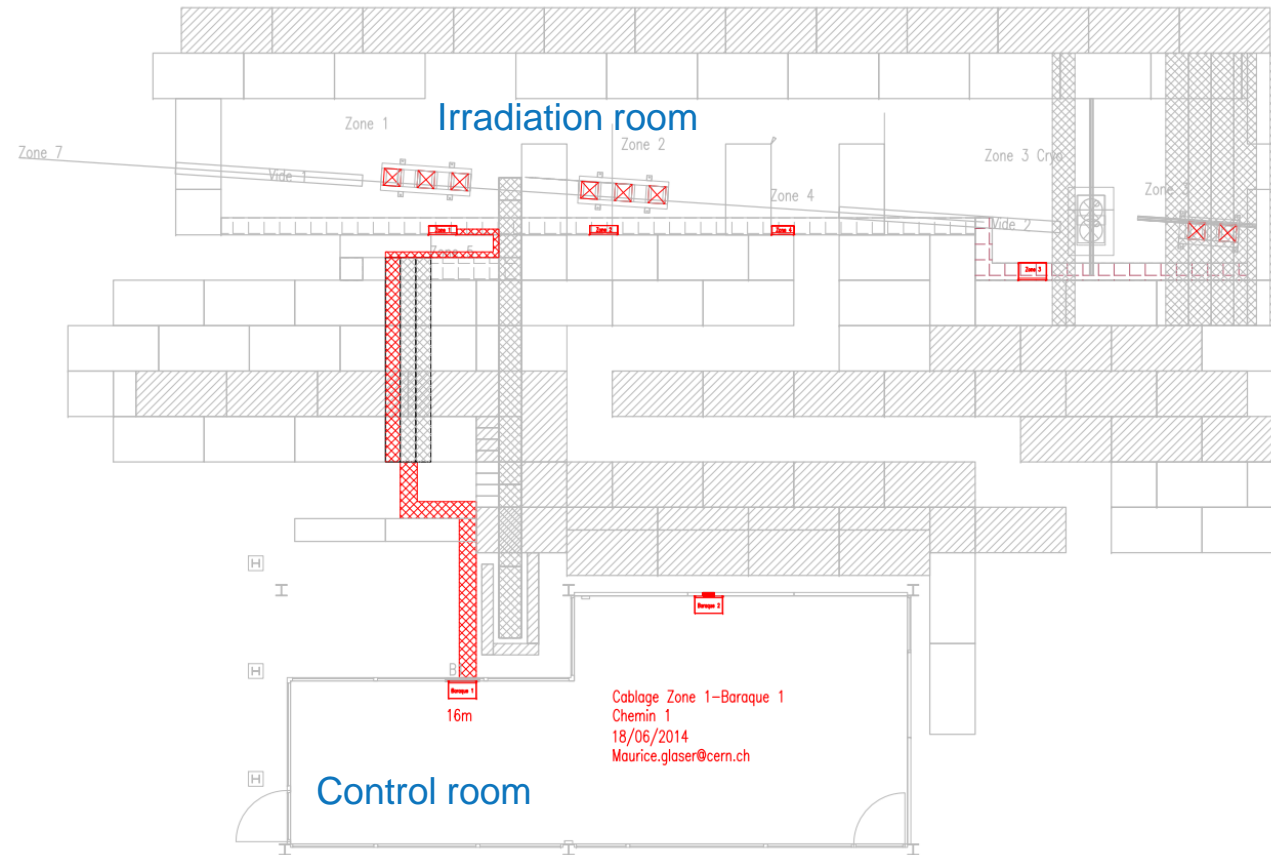 Irradiation room
Zone 1
Zone 2
Zone 7
Zone 3 Cryo
Vide 1
Zone 4
Zone 3
Vide 2
Zone 1
Zone 2
Zone 4
Zone 5
Zone 3
Baraque 2
B
Baraque 1
16m
Cablage Zone 1-Baraque 1
Chemin 1
18/06/2014
Maurice.glaser@cern.ch
Control room